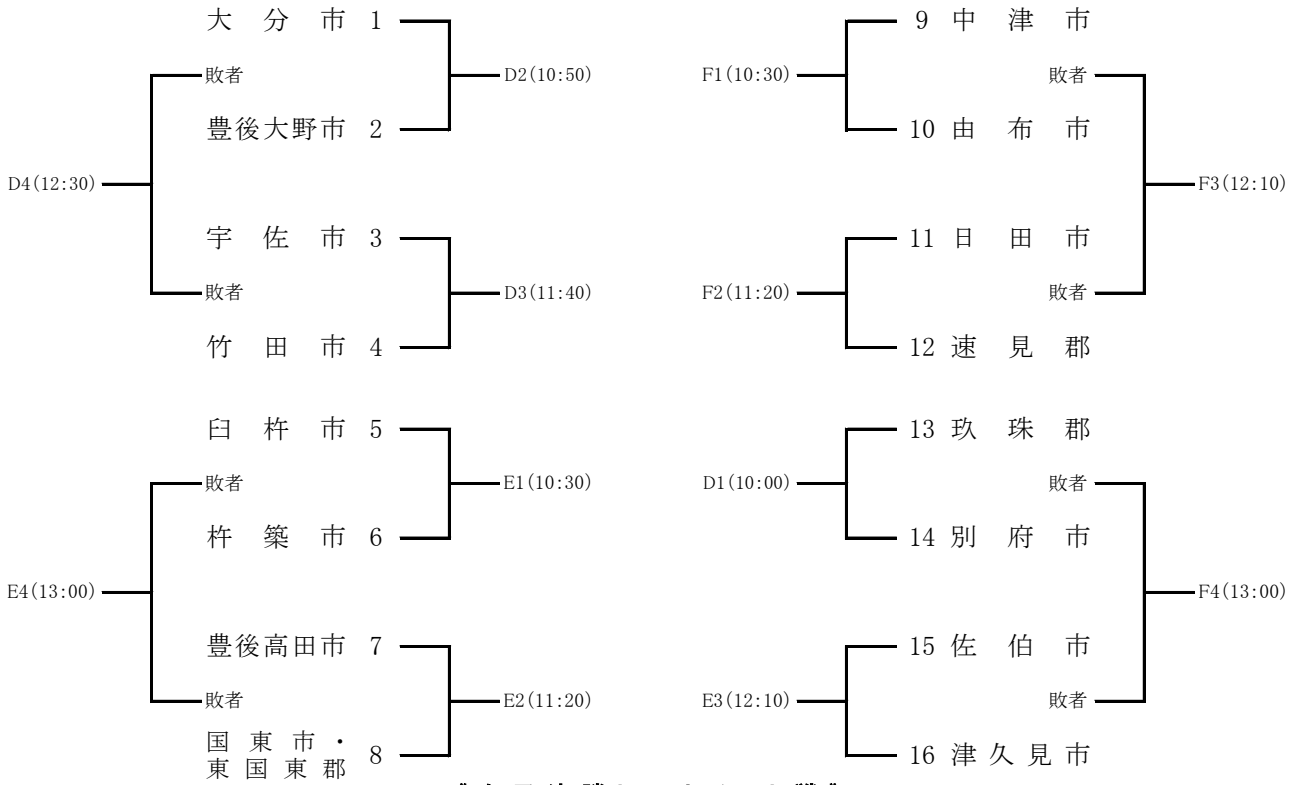 大分市 1
敗者
D2(10:50)
豊後大野市 2
D4(12:30)
宇佐市 3
敗者
D3(11:40)
竹田市 4
臼杵市 5
敗者
E1(10:30)
杵築市 6
E4(13:00)
豊後高田市 7
敗者
E2(11:20)
国東市・
東国東郡 8
9 中津市
F1(10:30)
敗者
10 由布市
F3(12:10)
11 日田市
F2(11:20)
敗者
12 速見郡
13 玖珠郡
D1(10:00)
敗者
14 別府市
F4(13:00)
15 佐伯市
E3(12:10)
敗者
16 津久見市